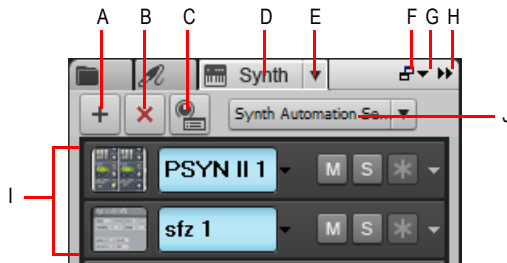 A B C D E F G H
Synth
Synth Automation Se...
J
I
PSYN II 1 M S
sfz 1 M S